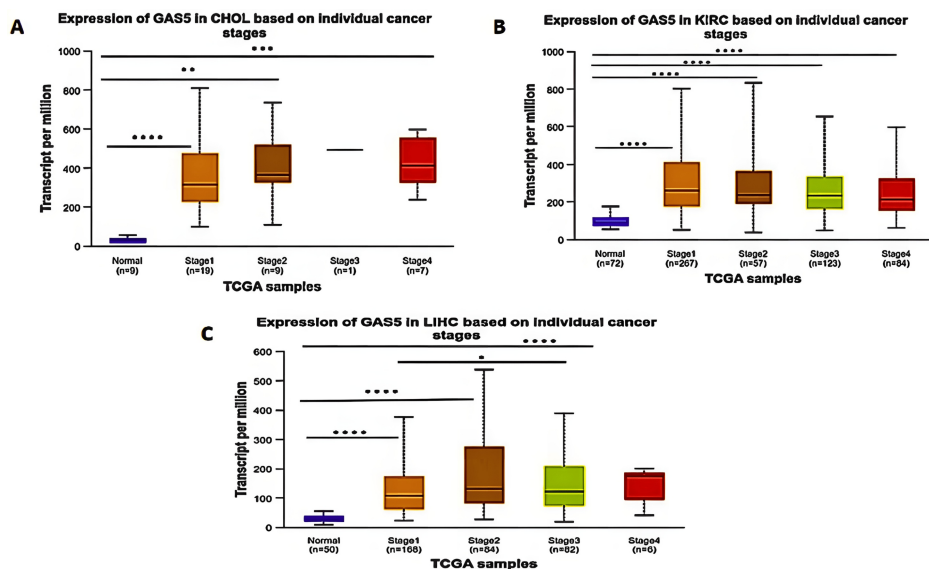 A
Expression of GAS5 in CHOL based on individual cancer
stages
Transcript per million
1000
800
600
400
200
0
•••
••
••••
Normal
(n=9)
Stage1
(n=19)
Stage2
(n=9)
Stage3
(n=1)
Stage4
(n=7)
TCGA samples
B
Expression of GAS5 in KIRC based on individual cancer
stages
Transcript per million
1000
800
600
400
200
0
••••
••••
••••
••••
Normal
(n=72)
Stage1
(n=267)
Stage2
(n=57)
Stage3
(n=123)
Stage4
(n=84)
TCGA samples
C
Expression of GAS5 in LIHC based on individual cancer
stages
Transcript per million
600
500
400
300
200
100
0
••••
•
••••
••••
Normal
(n=50)
Stage1
(n=168)
Stage2
(n=84)
Stage3
(n=82)
Stage4
(n=6)
TCGA samples